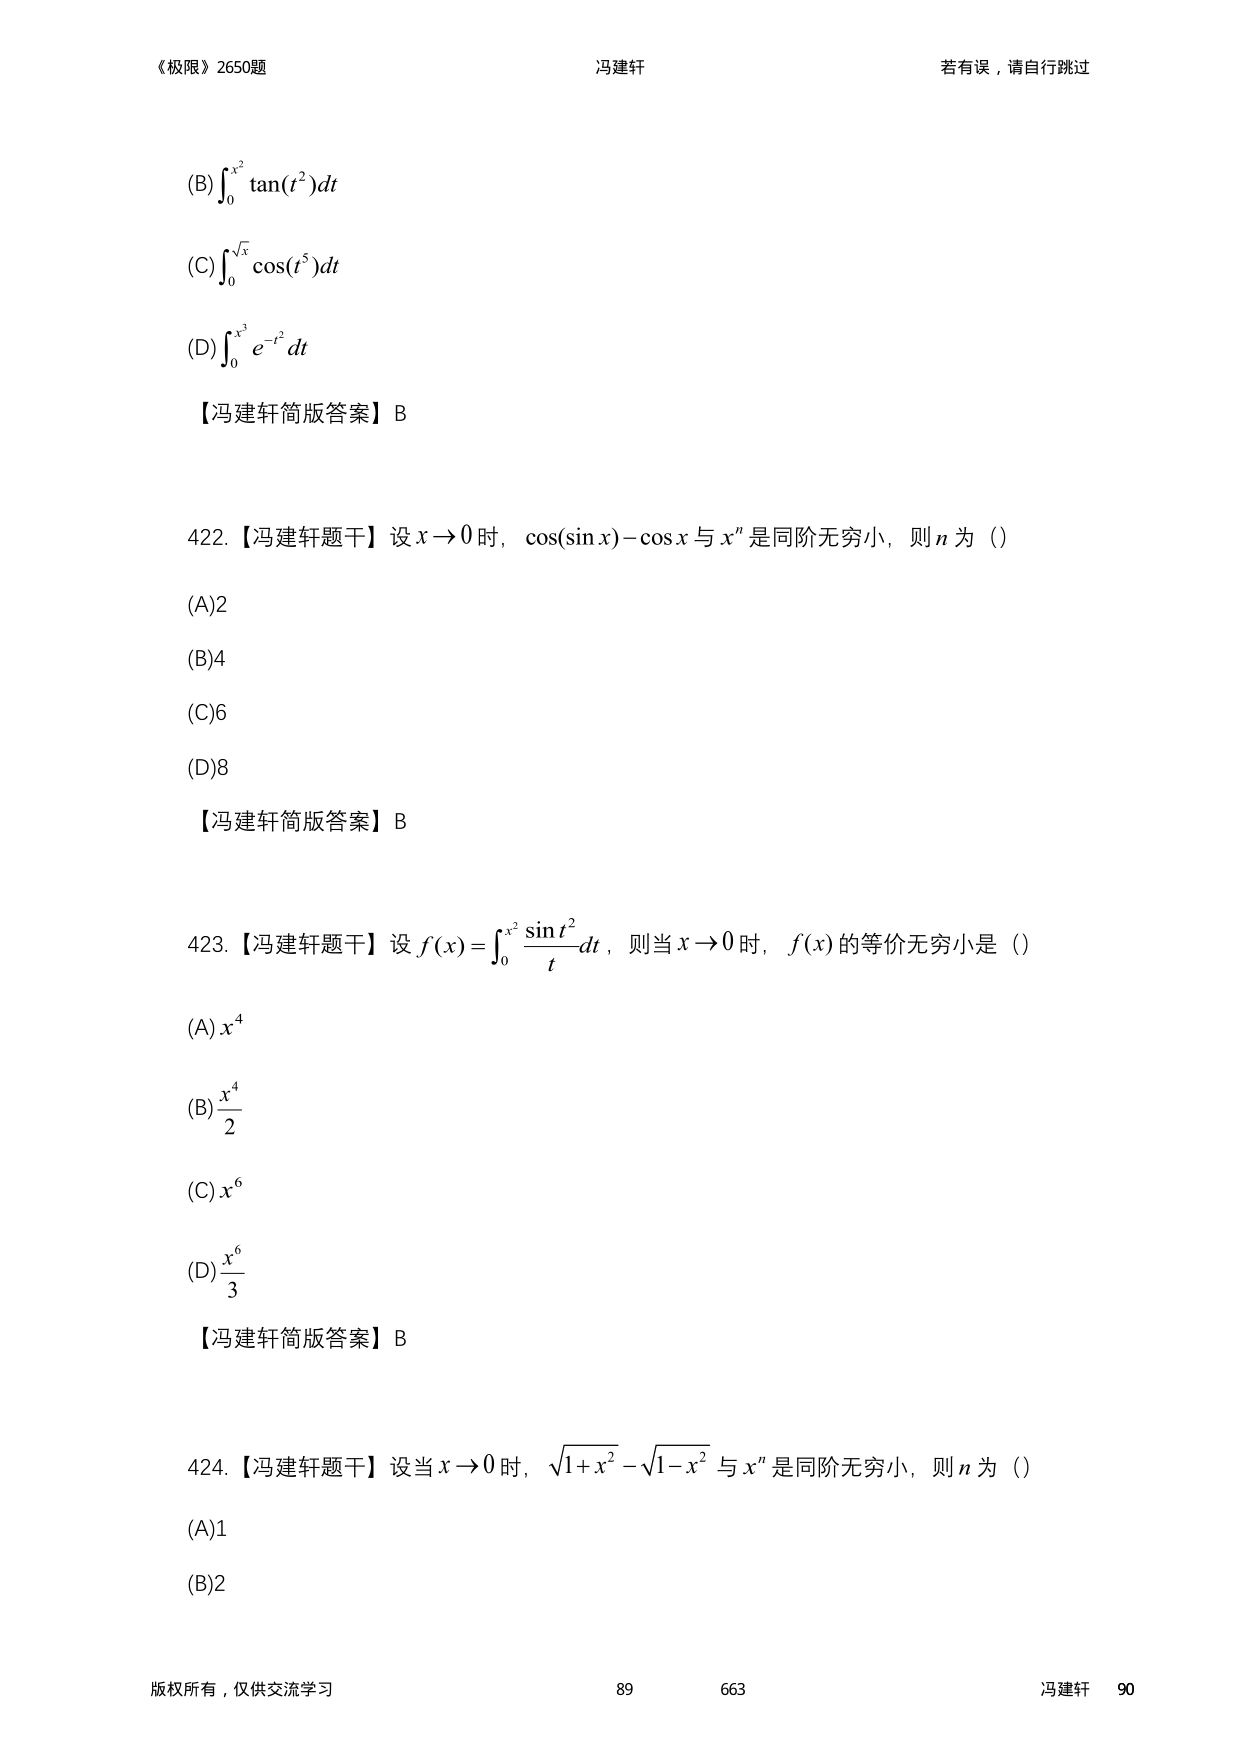 《极限》2650题 冯建轩 若有误，请自行跳过
(B)∫₀^{x²} tan(t²)dt
(C)∫₀^{√x} cos(t⁵)dt
(D)∫₀^{x³} e^{−t²} dt
【冯建轩简版答案】B
422.【冯建轩题干】设 x→0 时，cos(sin x)−cos x 与 xⁿ 是同阶无穷小，则 n 为（）
(A)2
(B)4
(C)6
(D)8
【冯建轩简版答案】B
423.【冯建轩题干】设 f(x)=∫₀^{x²} (sin t²)/t dt，则当 x→0 时，f(x) 的等价无穷小是（）
(A) x⁴
(B) x⁴/2
(C) x⁶
(D) x⁶/3
【冯建轩简版答案】B
424.【冯建轩题干】设当 x→0 时，√(1+x²)−√(1−x²) 与 xⁿ 是同阶无穷小，则 n 为（）
(A)1
(B)2
版权所有，仅供交流学习 89 663 冯建轩 90